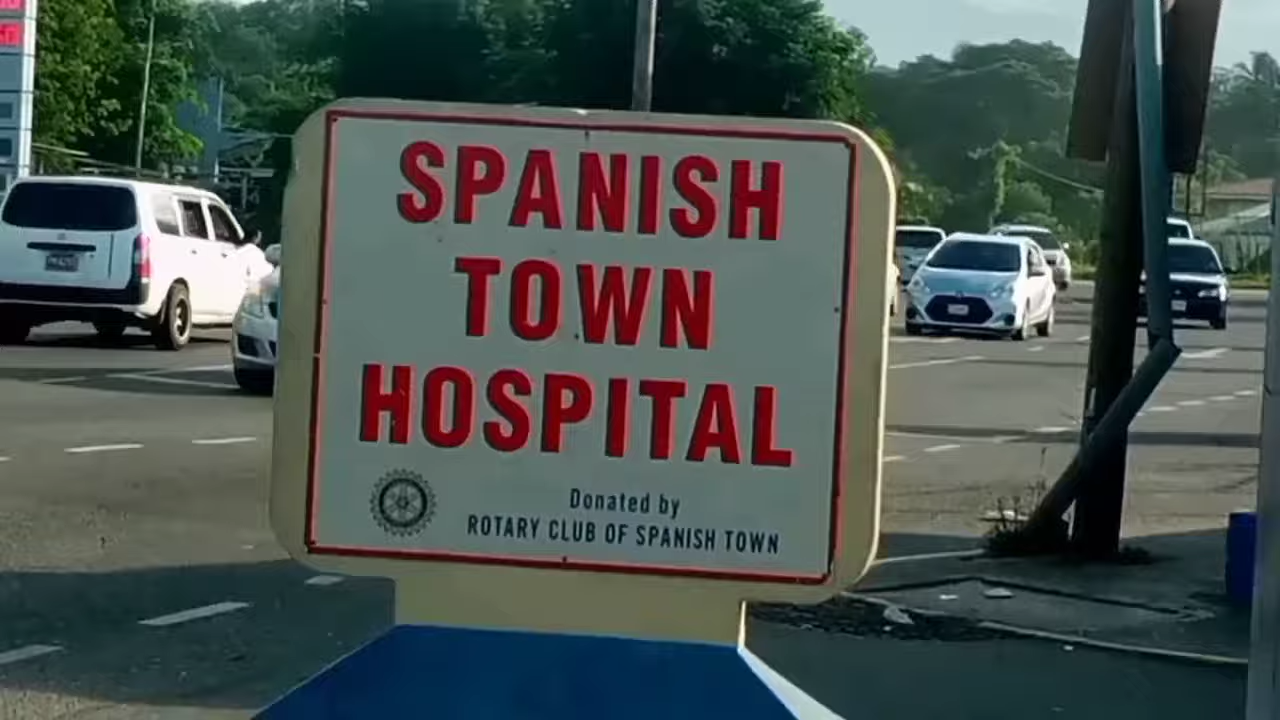 SPANISH
TOWN
HOSPITAL
Donated by
ROTARY CLUB OF SPANISH TOWN